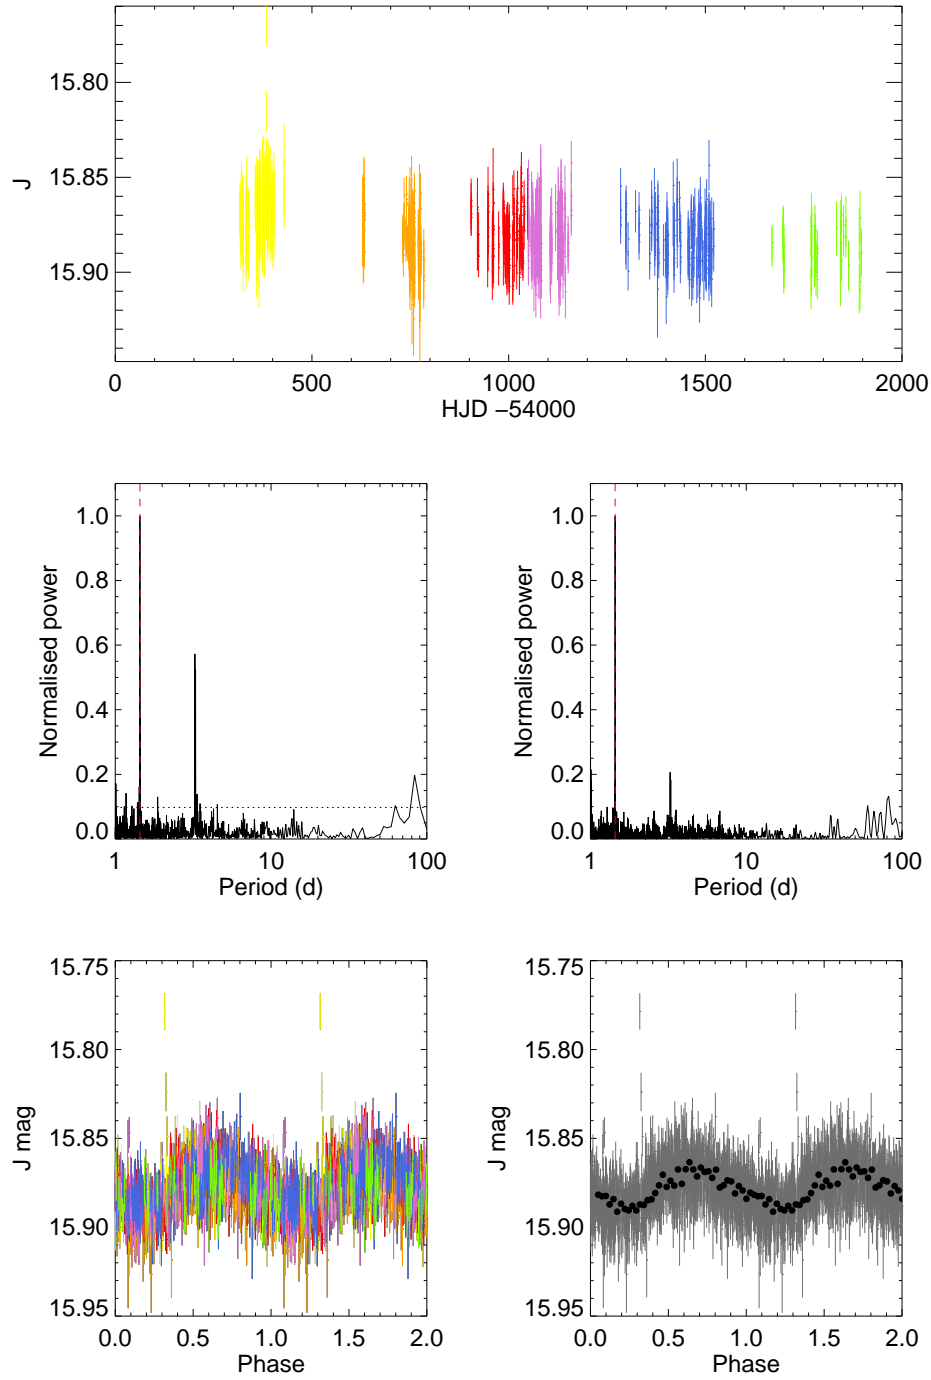 15.80
15.85
15.90
J
0 500 1000 1500 2000
HJD −54000
1.0 1.0
0.8 0.8
0.6 0.6
0.4 0.4
0.2 0.2
0.0 0.0
Normalised power Normalised power
1 10 100 1 10 100
Period (d) Period (d)
15.75 15.75
15.80 15.80
15.85 15.85
15.90 15.90
15.95 15.95
J mag J mag
0.0 0.5 1.0 1.5 2.0 0.0 0.5 1.0 1.5 2.0
Phase Phase